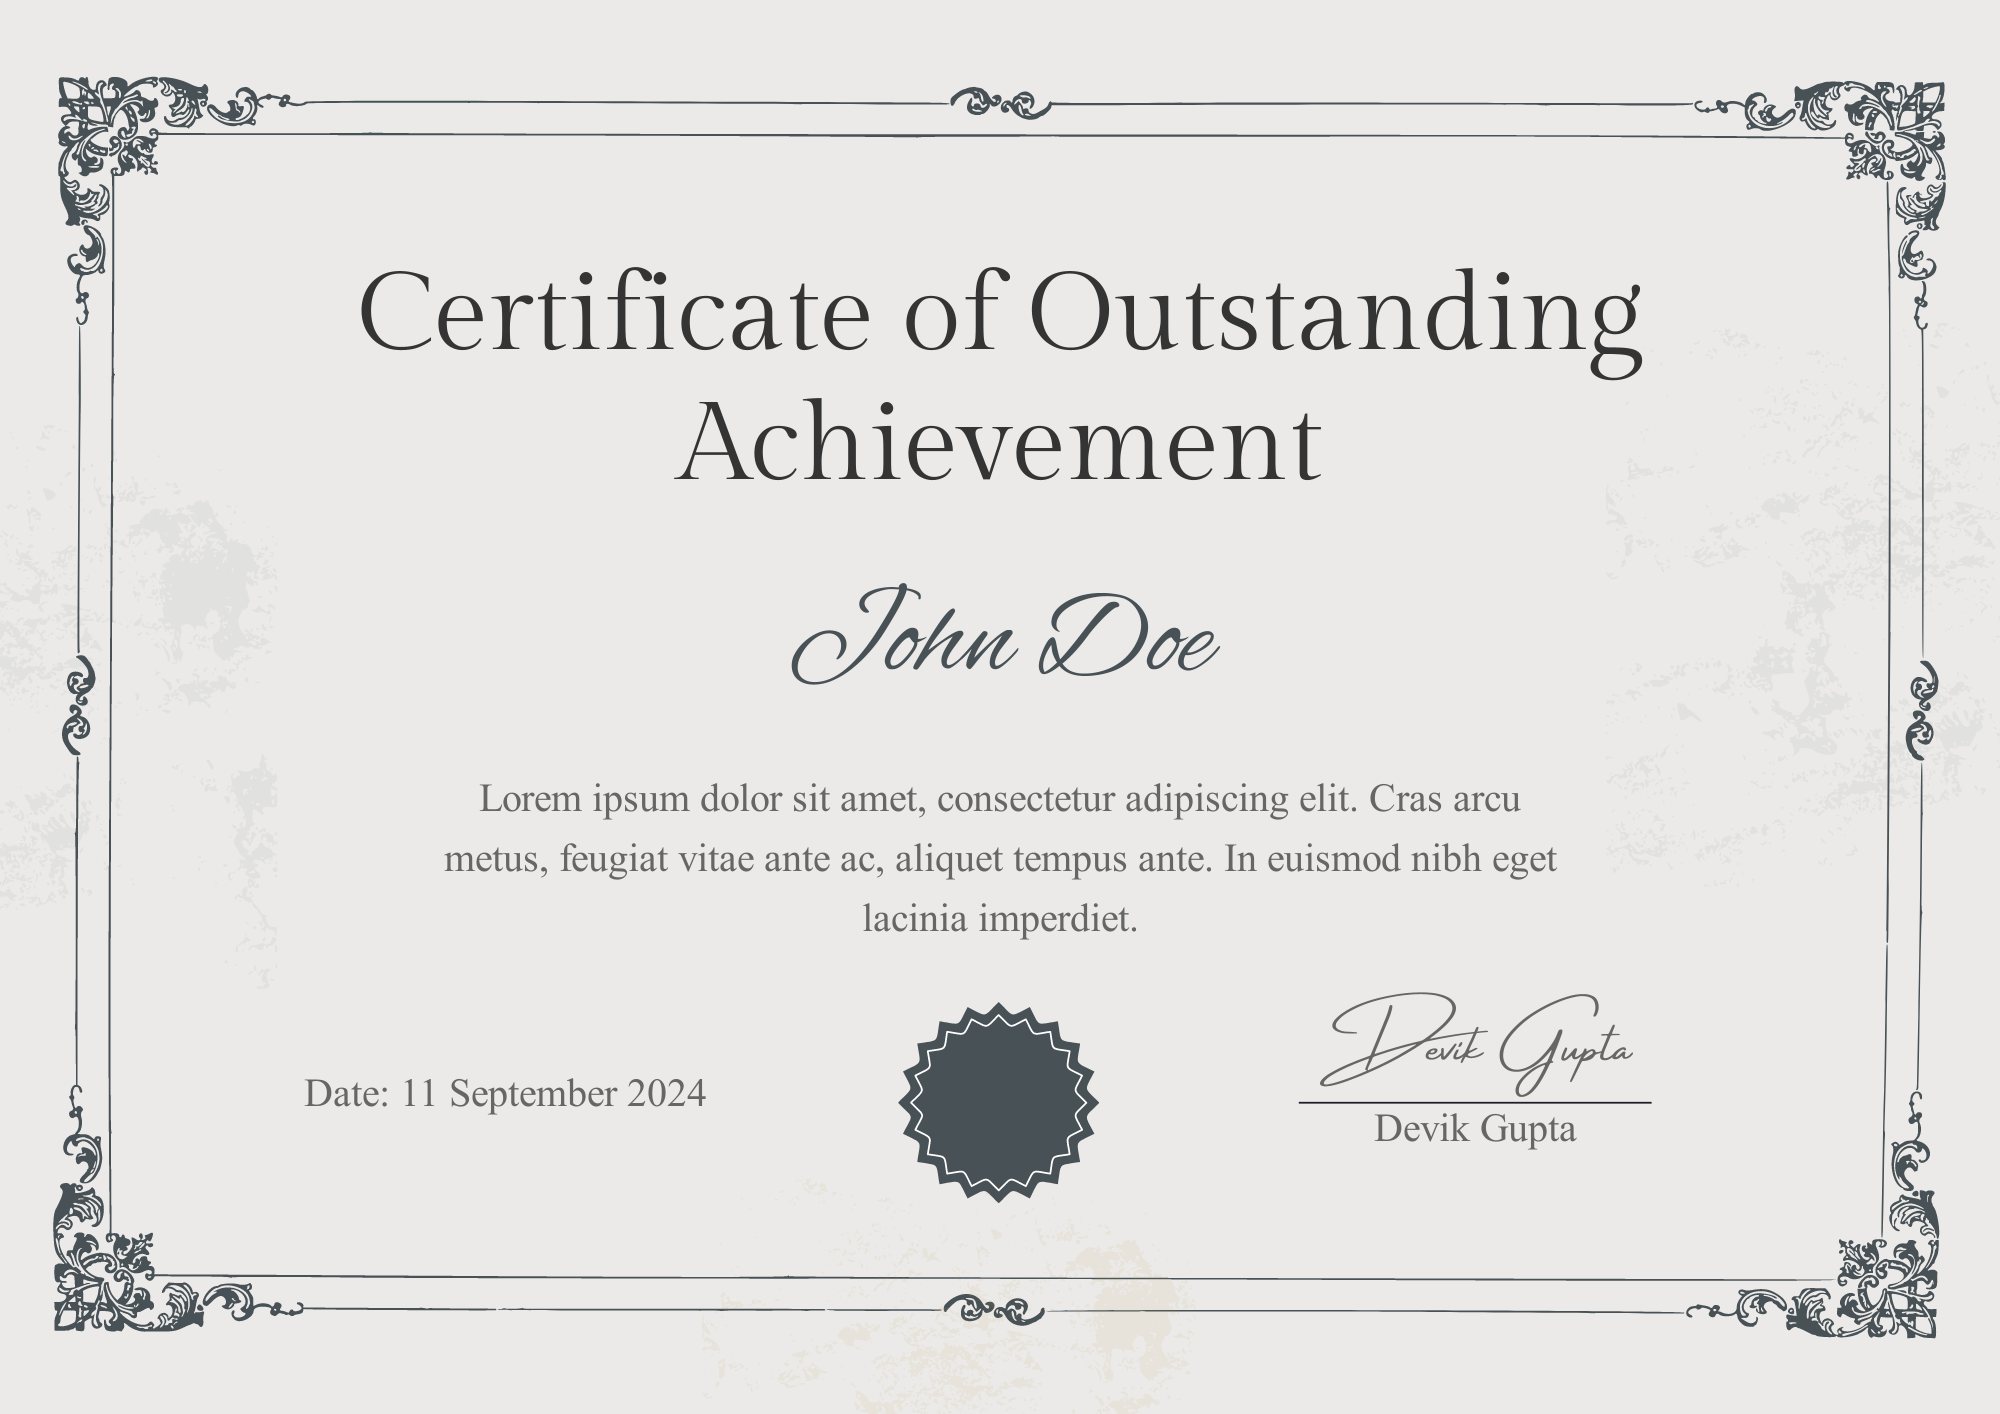 Certificate of Outstanding
Achievement
John Doe
Lorem ipsum dolor sit amet, consectetur adipiscing elit. Cras arcu
metus, feugiat vitae ante ac, aliquet tempus ante. In euismod nibh eget
lacinia imperdiet.
Date: 11 September 2024
Devik Gupta
Devik Gupta